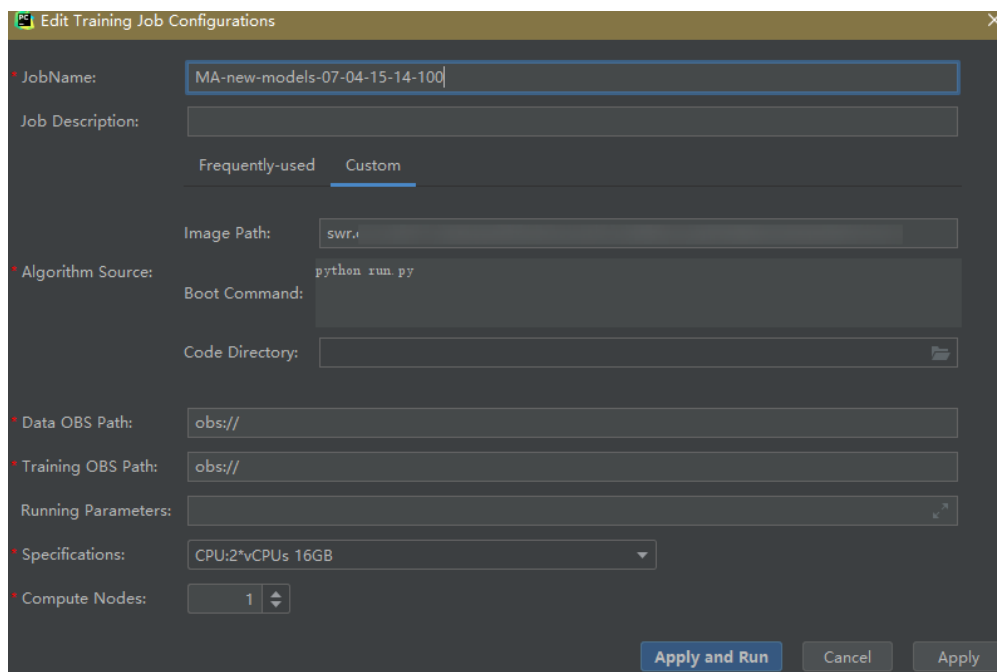 PC
Edit Training Job Configurations
* JobName:
MA-new-models-07-04-15-14-100
Job Description:
Frequently-used
Custom
Image Path:
swr.
* Algorithm Source:
python run.py
Boot Command:
Code Directory:
* Data OBS Path:
obs://
* Training OBS Path:
obs://
Running Parameters:
* Specifications:
CPU:2*vCPUs 16GB
* Compute Nodes:
1
Apply and Run
Cancel
Apply